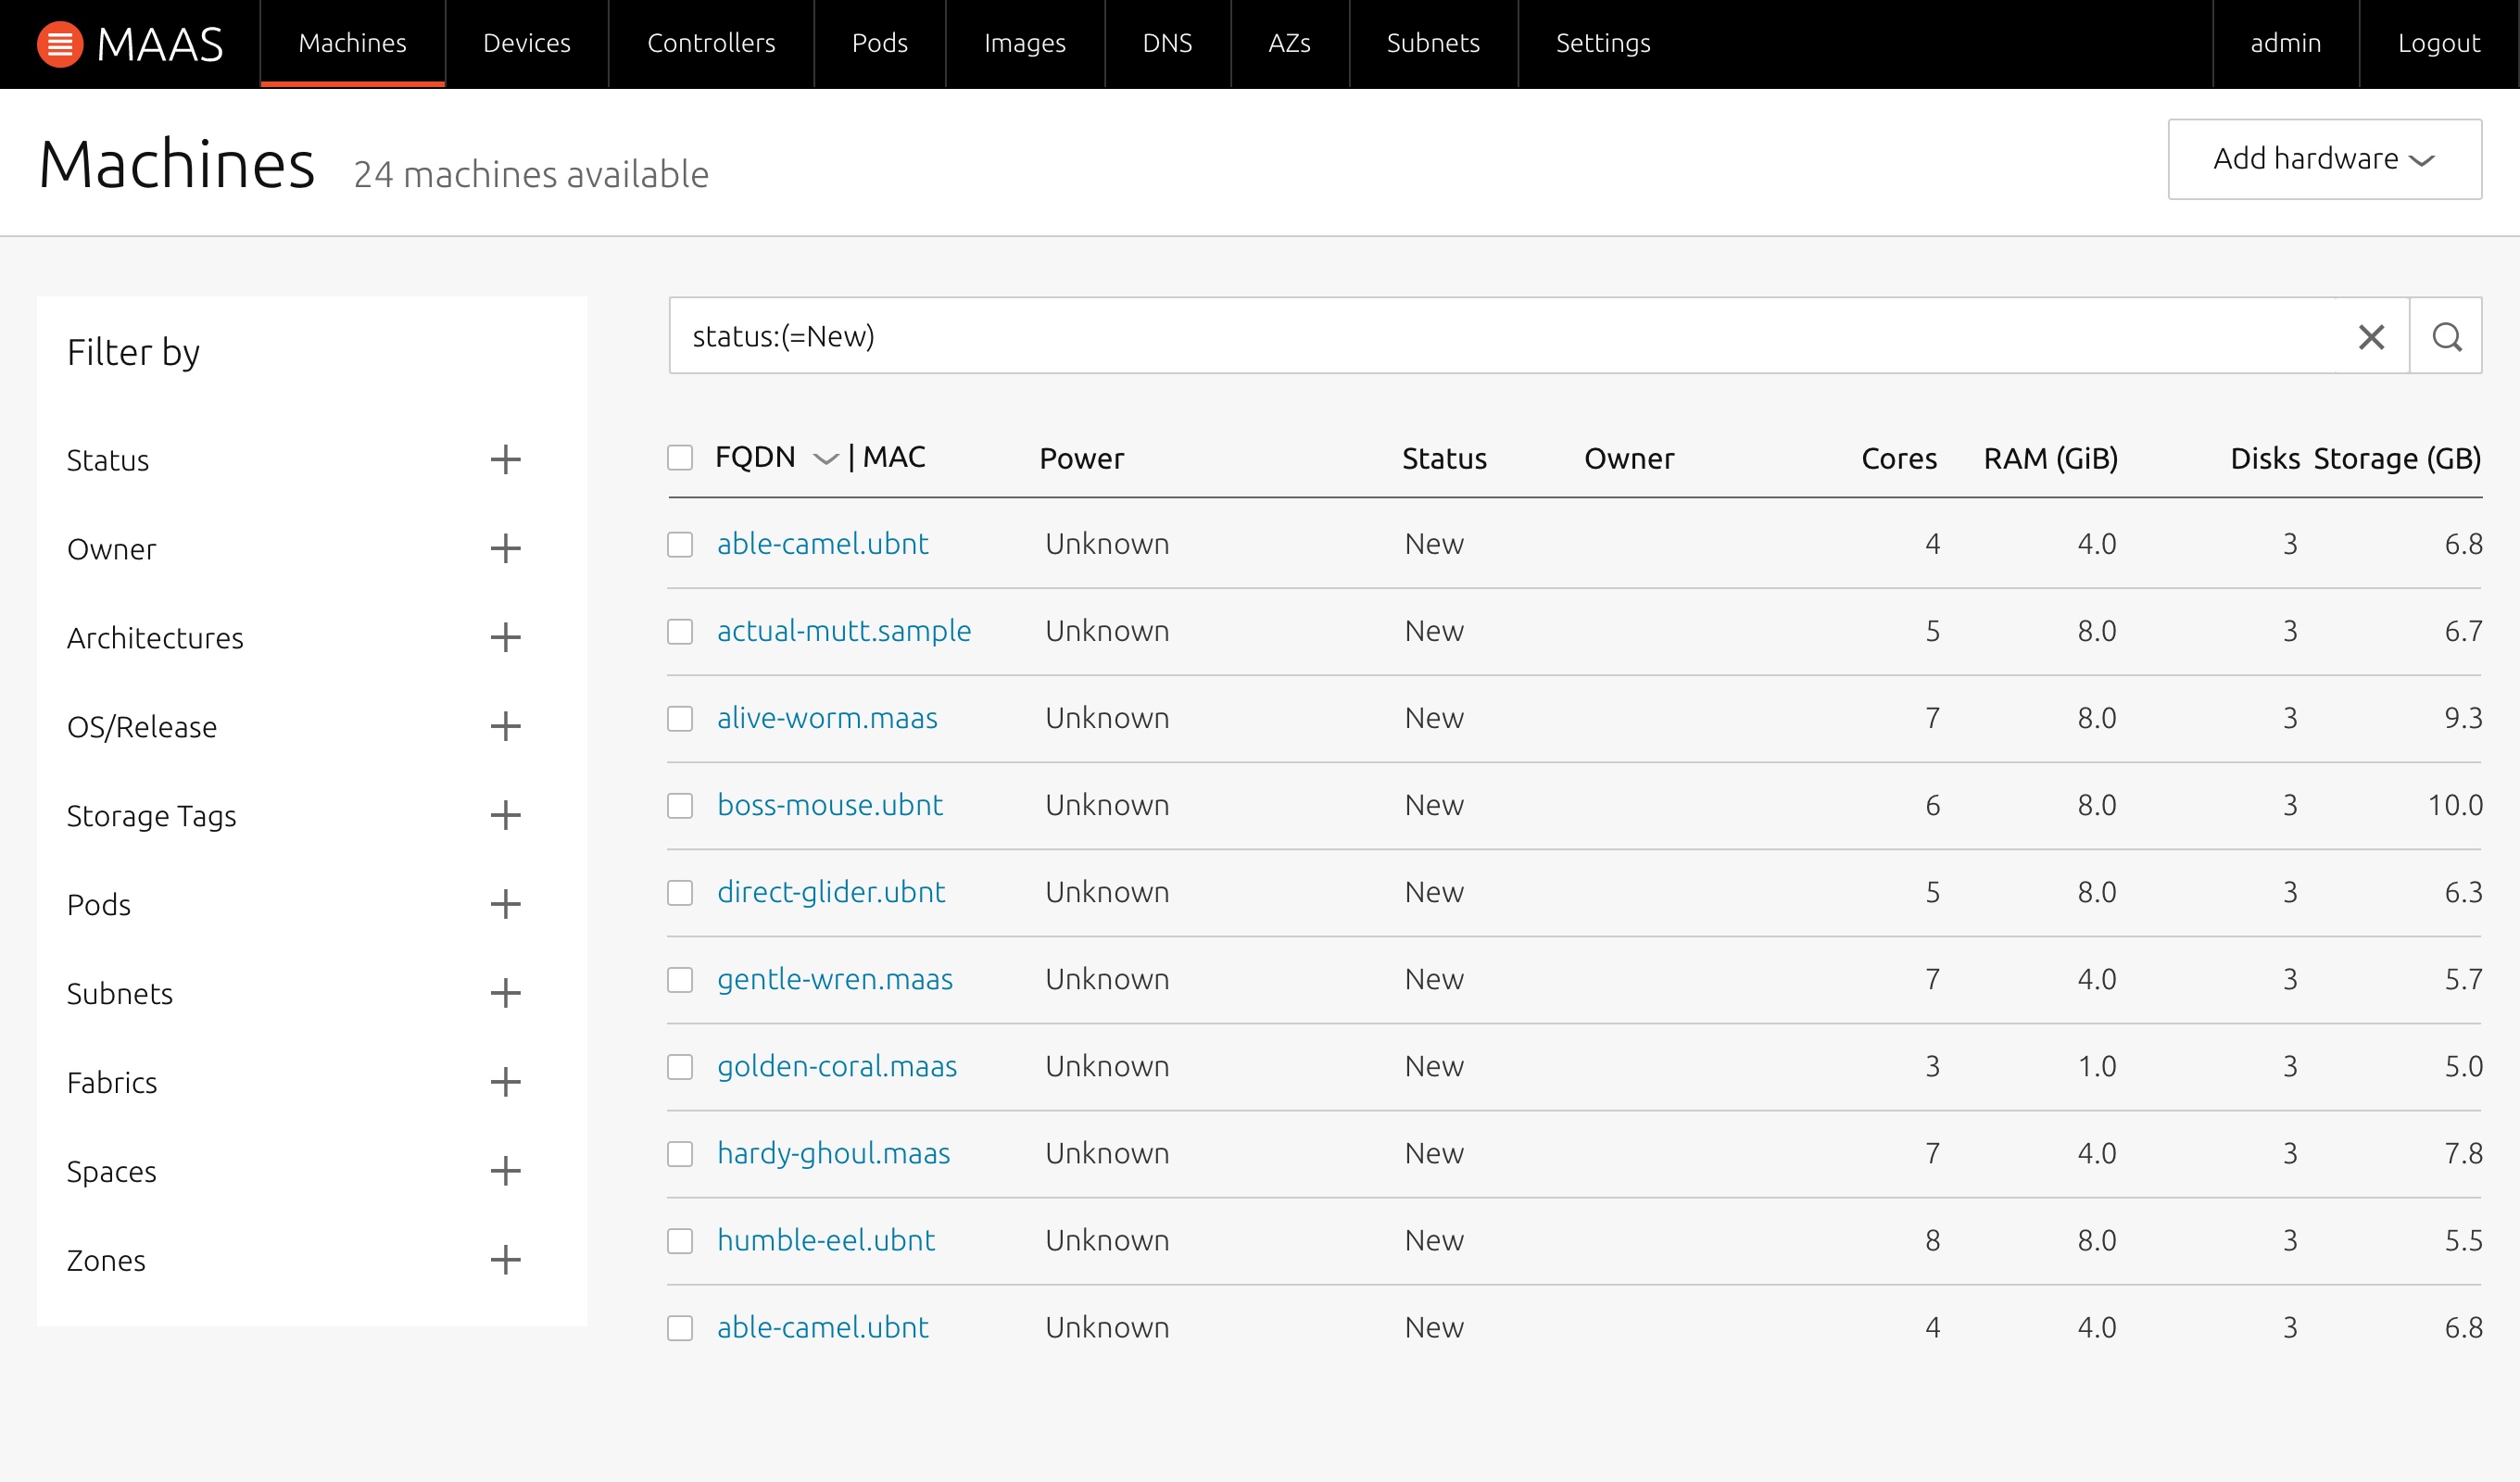 MAAS Machines Devices Controllers Pods Images DNS AZs Subnets Settings admin Logout
Machines 24 machines available Add hardware
Filter by
Status
Owner
Architectures
OS/Release
Storage Tags
Pods
Subnets
Fabrics
Spaces
Zones
status:(=New)
FQDN | MAC Power Status Owner Cores RAM (GiB) Disks Storage (GB)
able-camel.ubnt Unknown New 4 4.0 3 6.8
actual-mutt.sample Unknown New 5 8.0 3 6.7
alive-worm.maas Unknown New 7 8.0 3 9.3
boss-mouse.ubnt Unknown New 6 8.0 3 10.0
direct-glider.ubnt Unknown New 5 8.0 3 6.3
gentle-wren.maas Unknown New 7 4.0 3 5.7
golden-coral.maas Unknown New 3 1.0 3 5.0
hardy-ghoul.maas Unknown New 7 4.0 3 7.8
humble-eel.ubnt Unknown New 8 8.0 3 5.5
able-camel.ubnt Unknown New 4 4.0 3 6.8